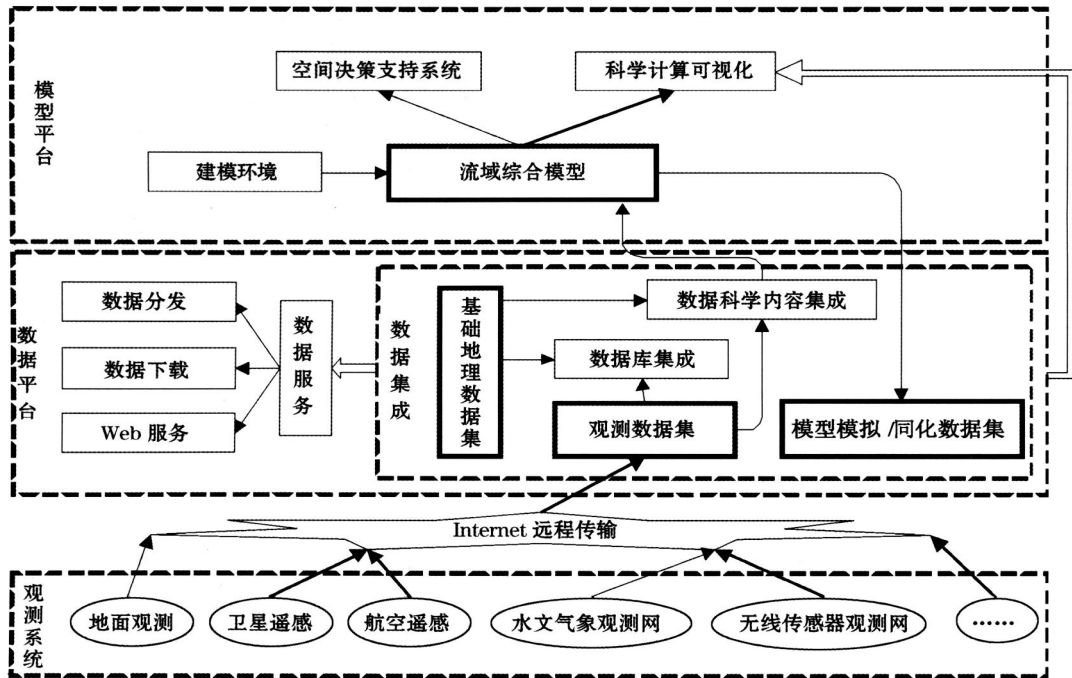 模型平台
空间决策支持系统
科学计算可视化
建模环境
流域综合模型
数据平台
数据分发
数据下载
Web 服务
数据服务
数据集成
基础地理数据集
数据科学内容集成
数据库集成
观测数据集
模型模拟 /同化数据集
Internet 远程传输
观测系统
地面观测
卫星遥感
航空遥感
水文气象观测网
无线传感器观测网
……